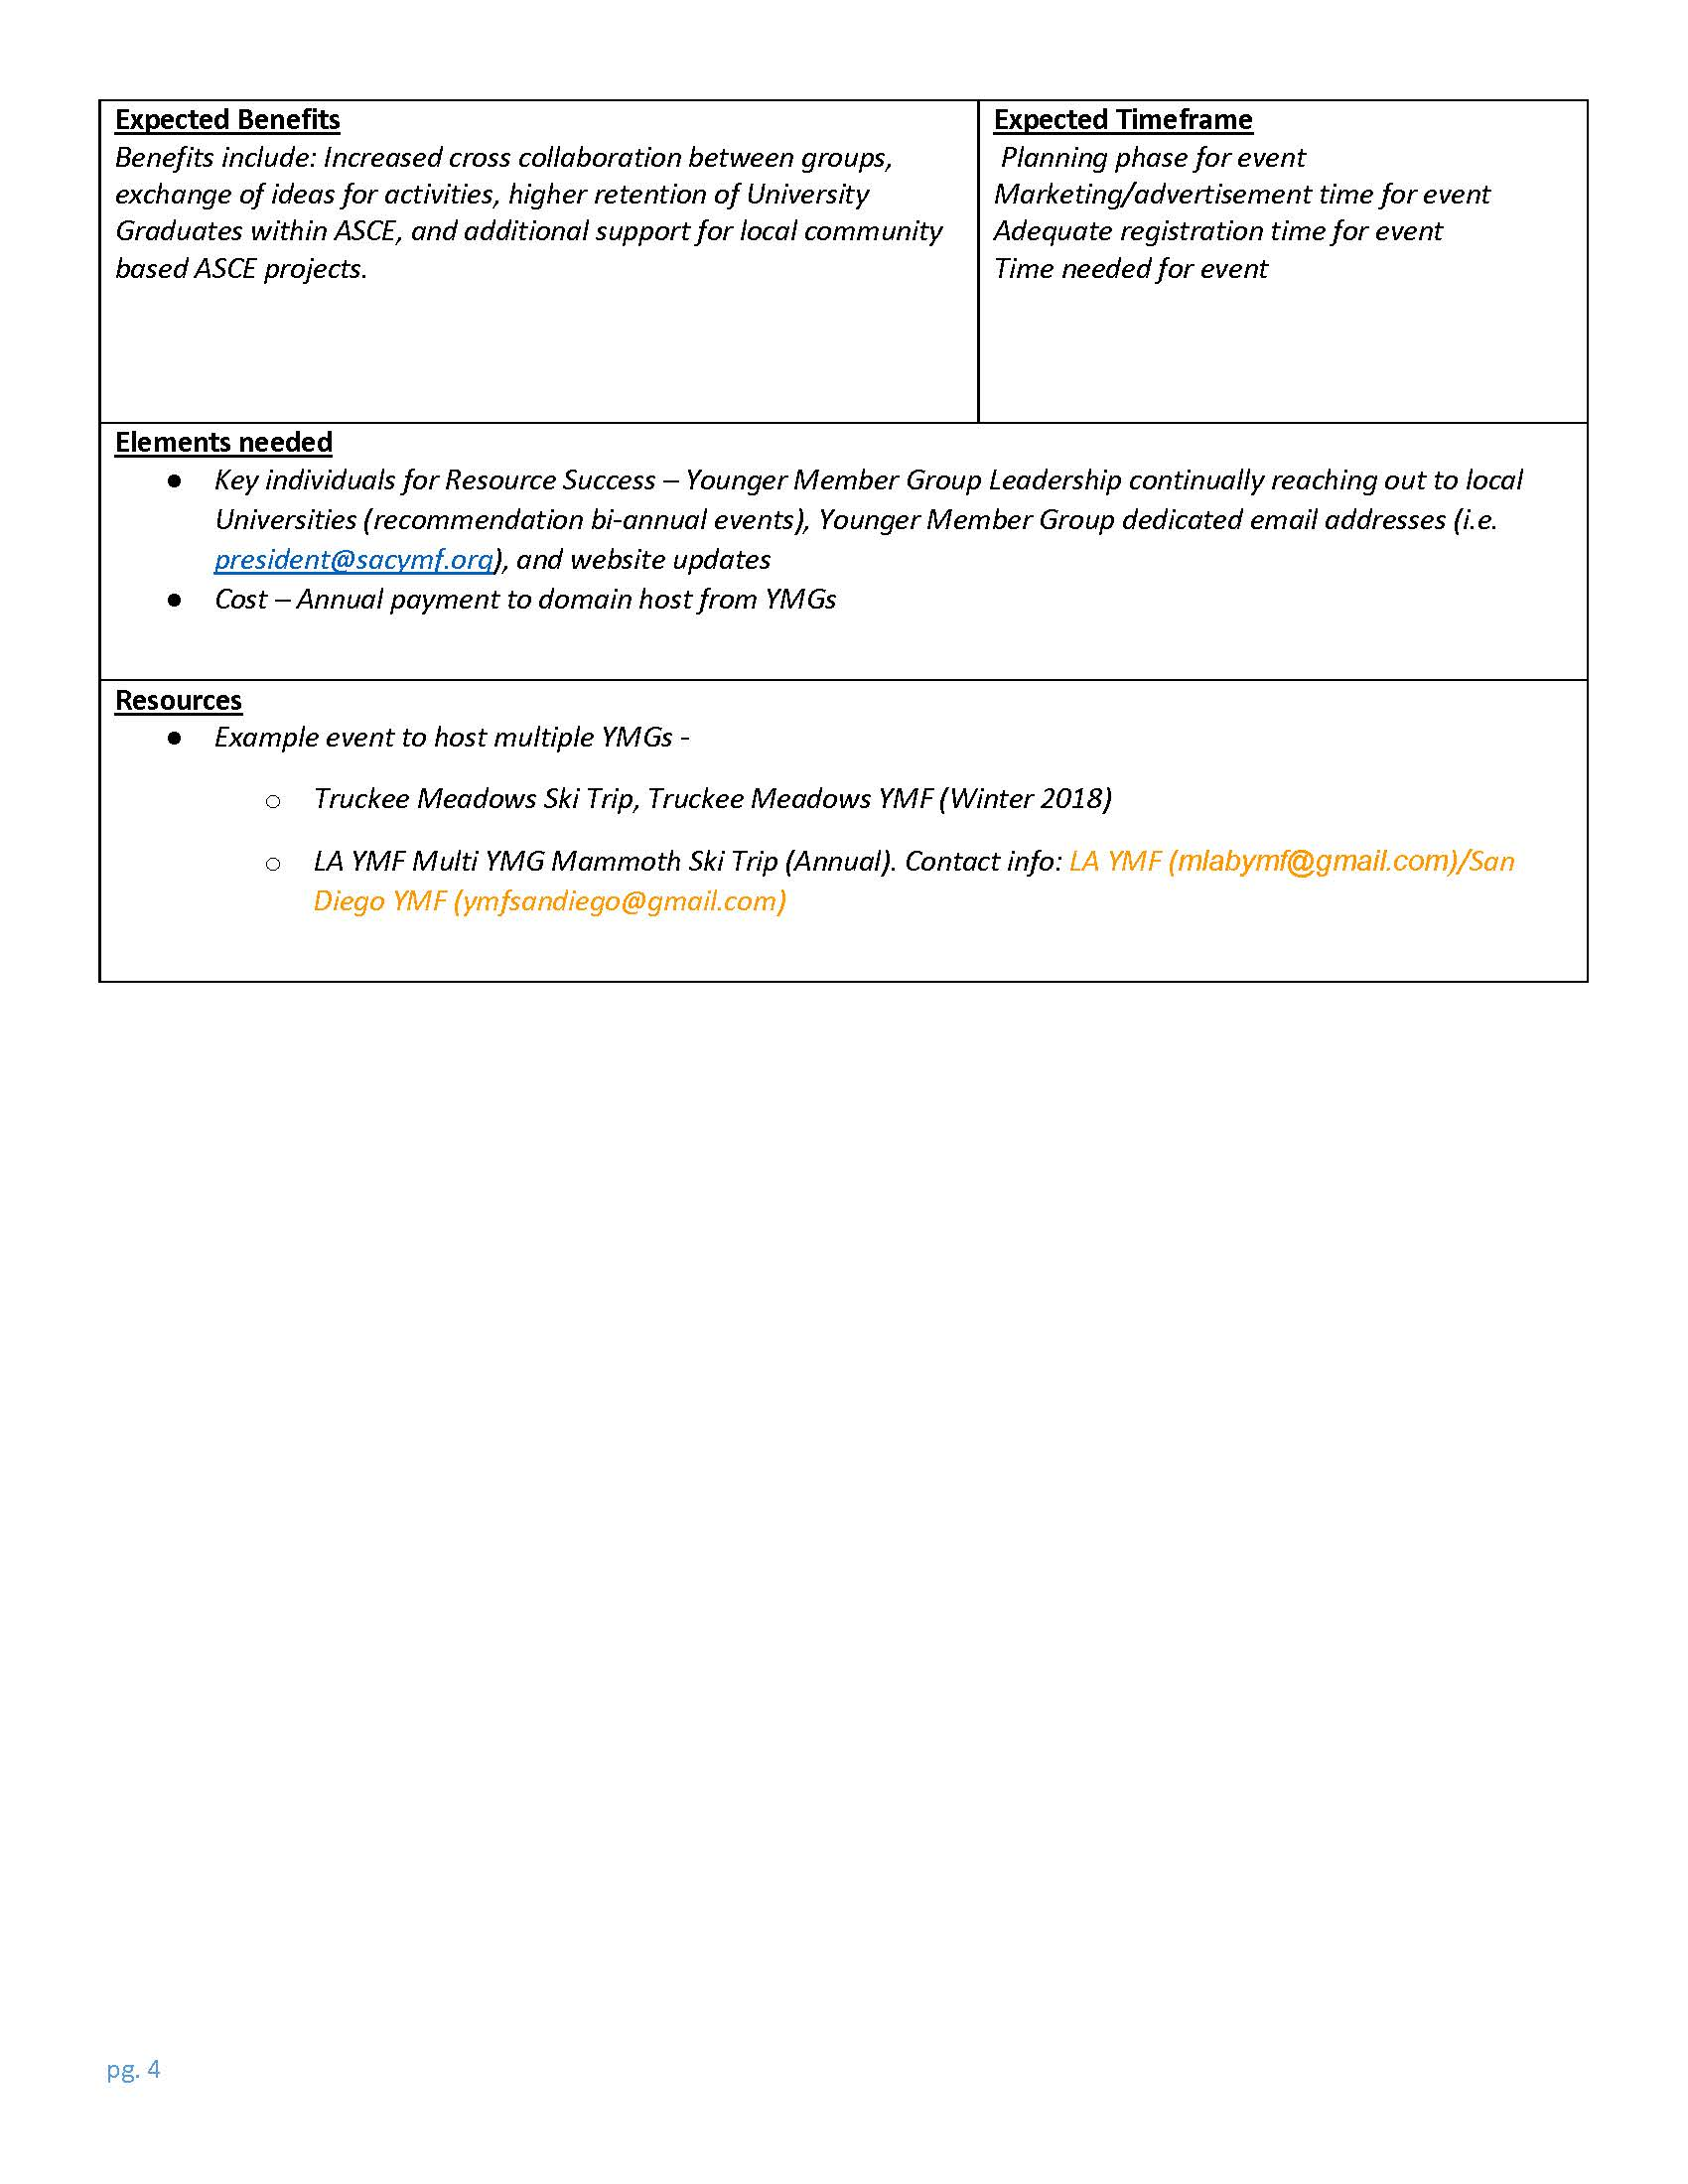 Expected Benefits
Benefits include: Increased cross collaboration between groups,
exchange of ideas for activities, higher retention of University
Graduates within ASCE, and additional support for local community
based ASCE projects.
Expected Timeframe
Planning phase for event
Marketing/advertisement time for event
Adequate registration time for event
Time needed for event
Elements needed
● Key individuals for Resource Success – Younger Member Group Leadership continually reaching out to local
Universities (recommendation bi-annual events), Younger Member Group dedicated email addresses (i.e.
president@sacymf.org), and website updates
● Cost – Annual payment to domain host from YMGs
Resources
● Example event to host multiple YMGs -
o Truckee Meadows Ski Trip, Truckee Meadows YMF (Winter 2018)
o LA YMF Multi YMG Mammoth Ski Trip (Annual). Contact info: LA YMF (mlabymf@gmail.com)/San
Diego YMF (ymfsandiego@gmail.com)
pg. 4